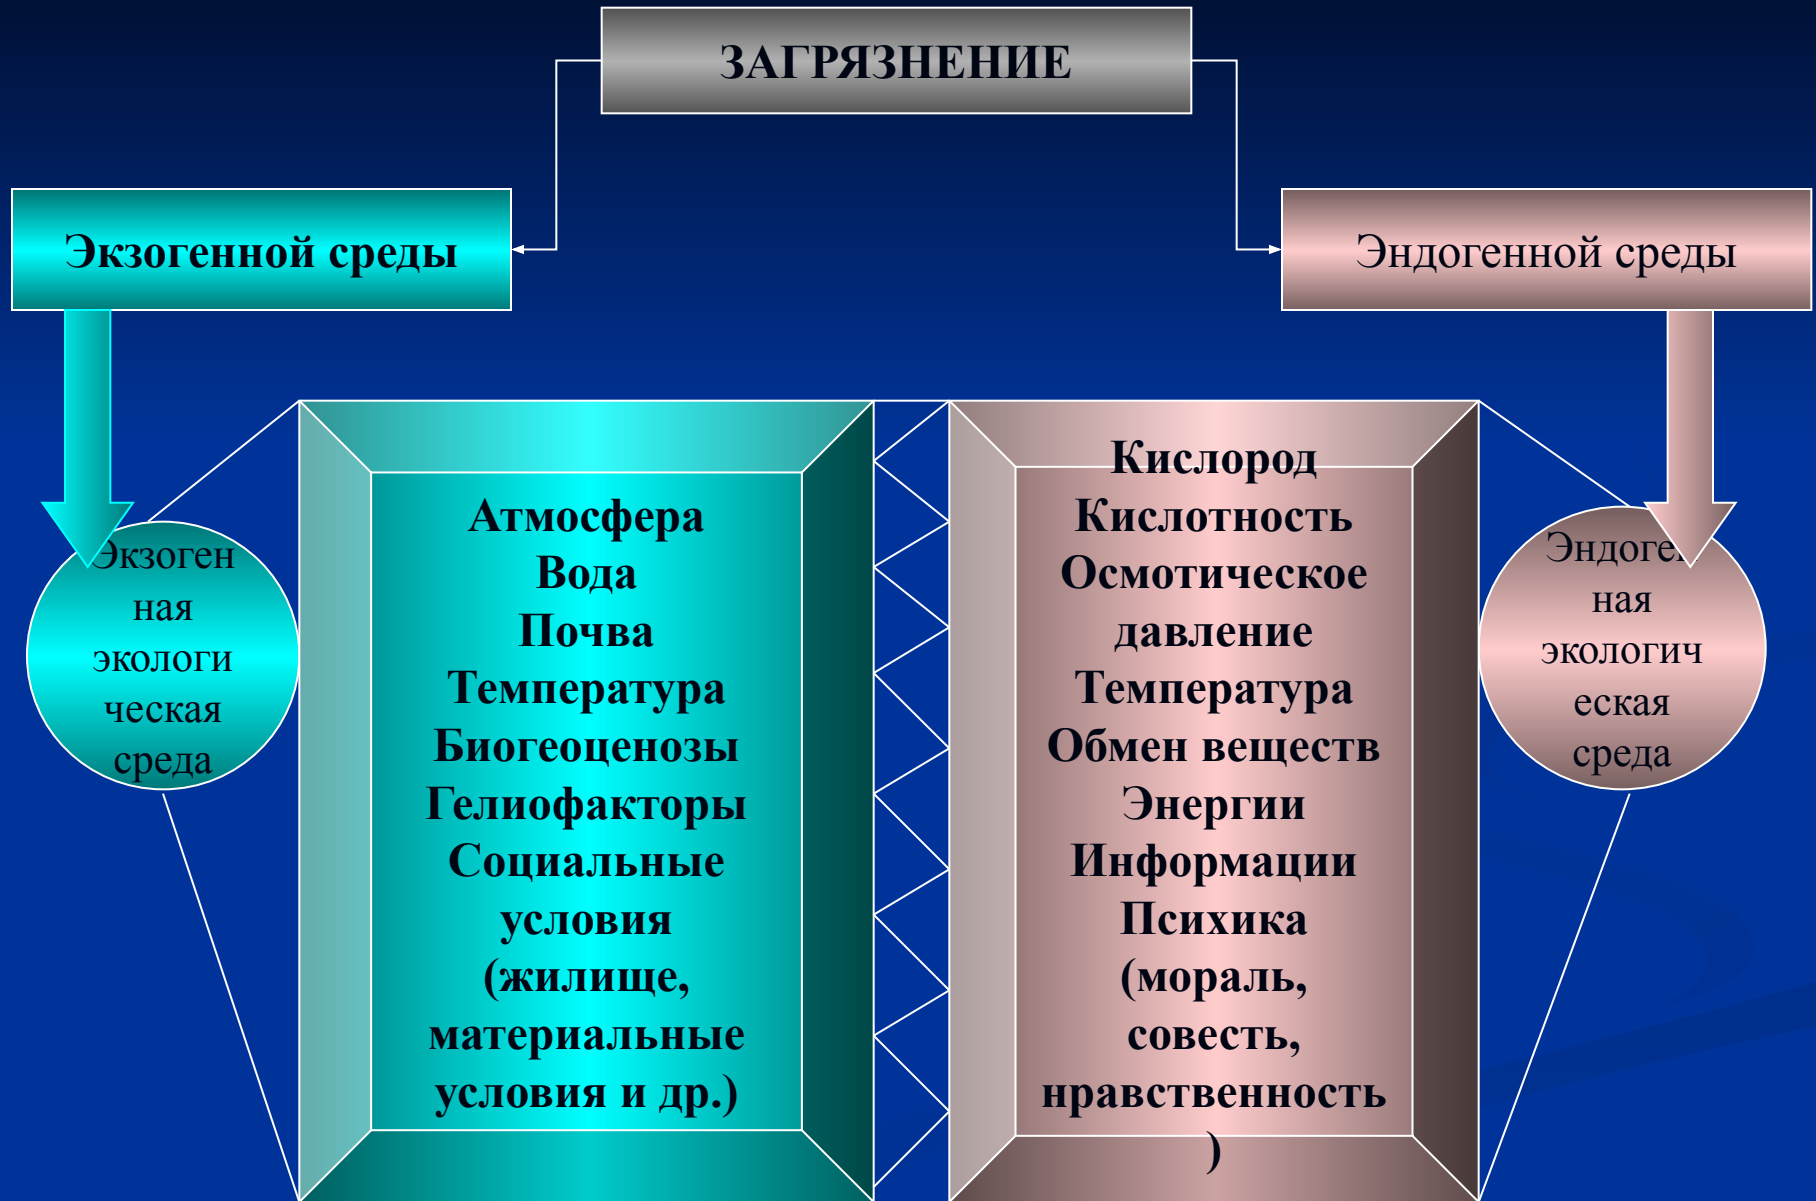 ЗАГРЯЗНЕНИЕ
Экзогенной среды
Эндогенной среды
Экзоген
ная
экологи
ческая
среда
Атмосфера
Вода
Почва
Температура
Биогеоценозы
Гелиофакторы
Социальные
условия
(жилище,
материальные
условия и др.)
Кислород
Кислотность
Осмотическое
давление
Температура
Обмен веществ
Энергии
Информации
Психика
(мораль,
совесть,
нравственность
)
Эндоген
ная
экологич
еская
среда